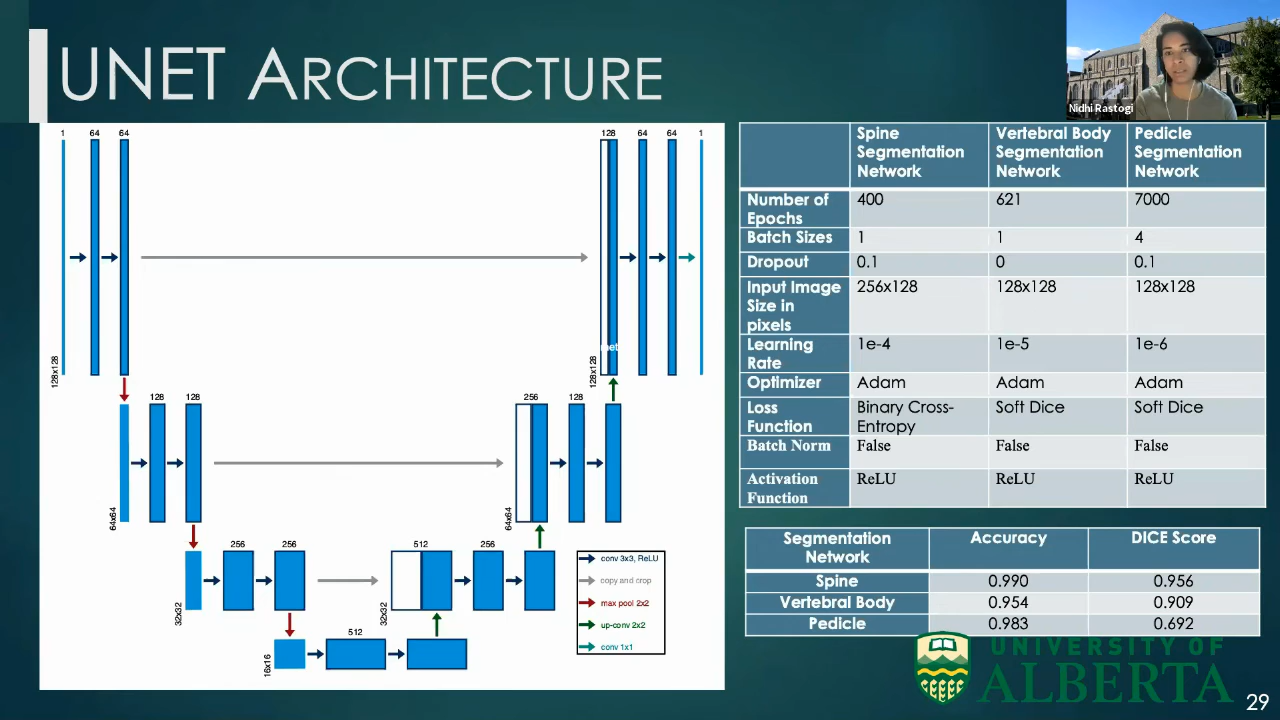 UNET ARCHITECTURE
Nidhi Rastogi
1 64 64
128 64 64 1
128x128
128x128
128 128
256 128
64x64
64x64
256 256
512 256
32x32
32x32
512
16x16
conv 3x3, ReLU
copy and crop
max pool 2x2
up-conv 2x2
conv 1x1
Spine Vertebral Body Pedicle
Segmentation Segmentation Segmentation
Network Network Network
Number of 400 621 7000
Epochs
Batch Sizes 1 1 4
Dropout 0.1 0 0.1
Input Image 256x128 128x128 128x128
Size in
pixels
Learning 1e-4 1e-5 1e-6
Rate
Optimizer Adam Adam Adam
Loss Binary Cross- Soft Dice Soft Dice
Function Entropy
Batch Norm False False False
Activation ReLU ReLU ReLU
Function
Segmentation Accuracy DICE Score
Network
Spine 0.990 0.956
Vertebral Body 0.954 0.909
Pedicle 0.983 0.692
UNIVERSITY OF
ALBERTA
29